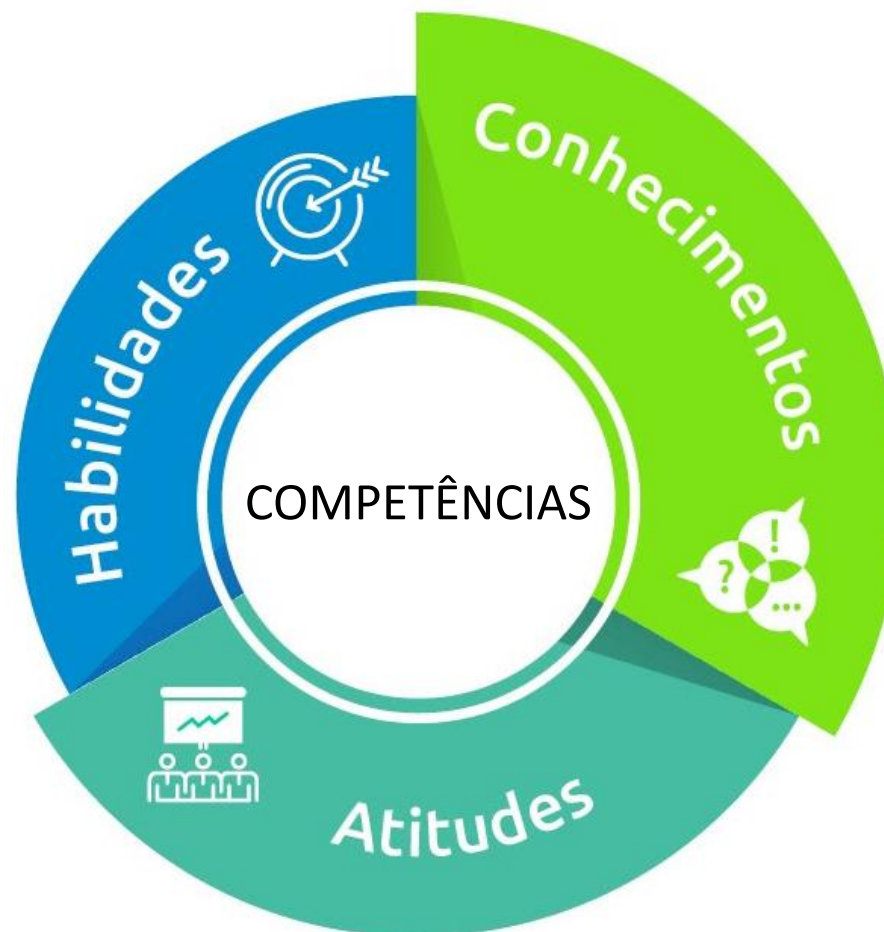 Conhecimentos
Habilidades
COMPETÊNCIAS
?
!
...
Atitudes